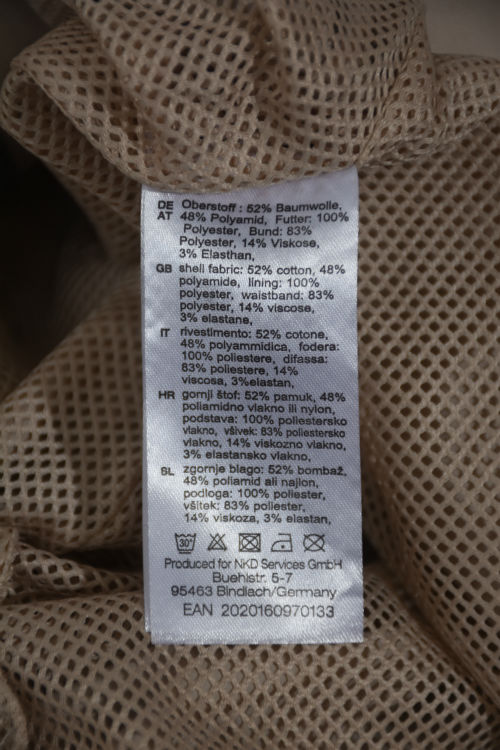 DE Oberstoff : 52% Baumwolle,
AT 48% Polyamid, Futter: 100%
Polyester, Bund: 83%
Polyester, 14% Viskose,
3% Elasthan,
GB shell fabric: 52% cotton, 48%
polyamide, lining: 100%
polyester, waistband: 83%
polyester, 14% viscose,
3% elastane,
IT rivestimento: 52% cotone,
48% polyammidica, fodera:
100% poliestere, difassa:
83% poliestere, 14%
viscosa, 3%elastan,
HR gornji štof: 52% pamuk, 48%
poliamidno vlakno ili nylon,
podstava: 100% poliestersko
vlakno, všivek: 83% poliestersko
vlakno, 14% viskozno vlakno,
3% elastansko vlakno,
SL zgornje blago: 52% bombaž,
48% poliamid ali najlon,
podloga: 100% poliester,
všitek: 83% poliester,
14% viskoza, 3% elastan,
30°
Produced for NKD Services GmbH
Buehlstr. 5-7
95463 Bindlach/Germany
EAN 2020160970133